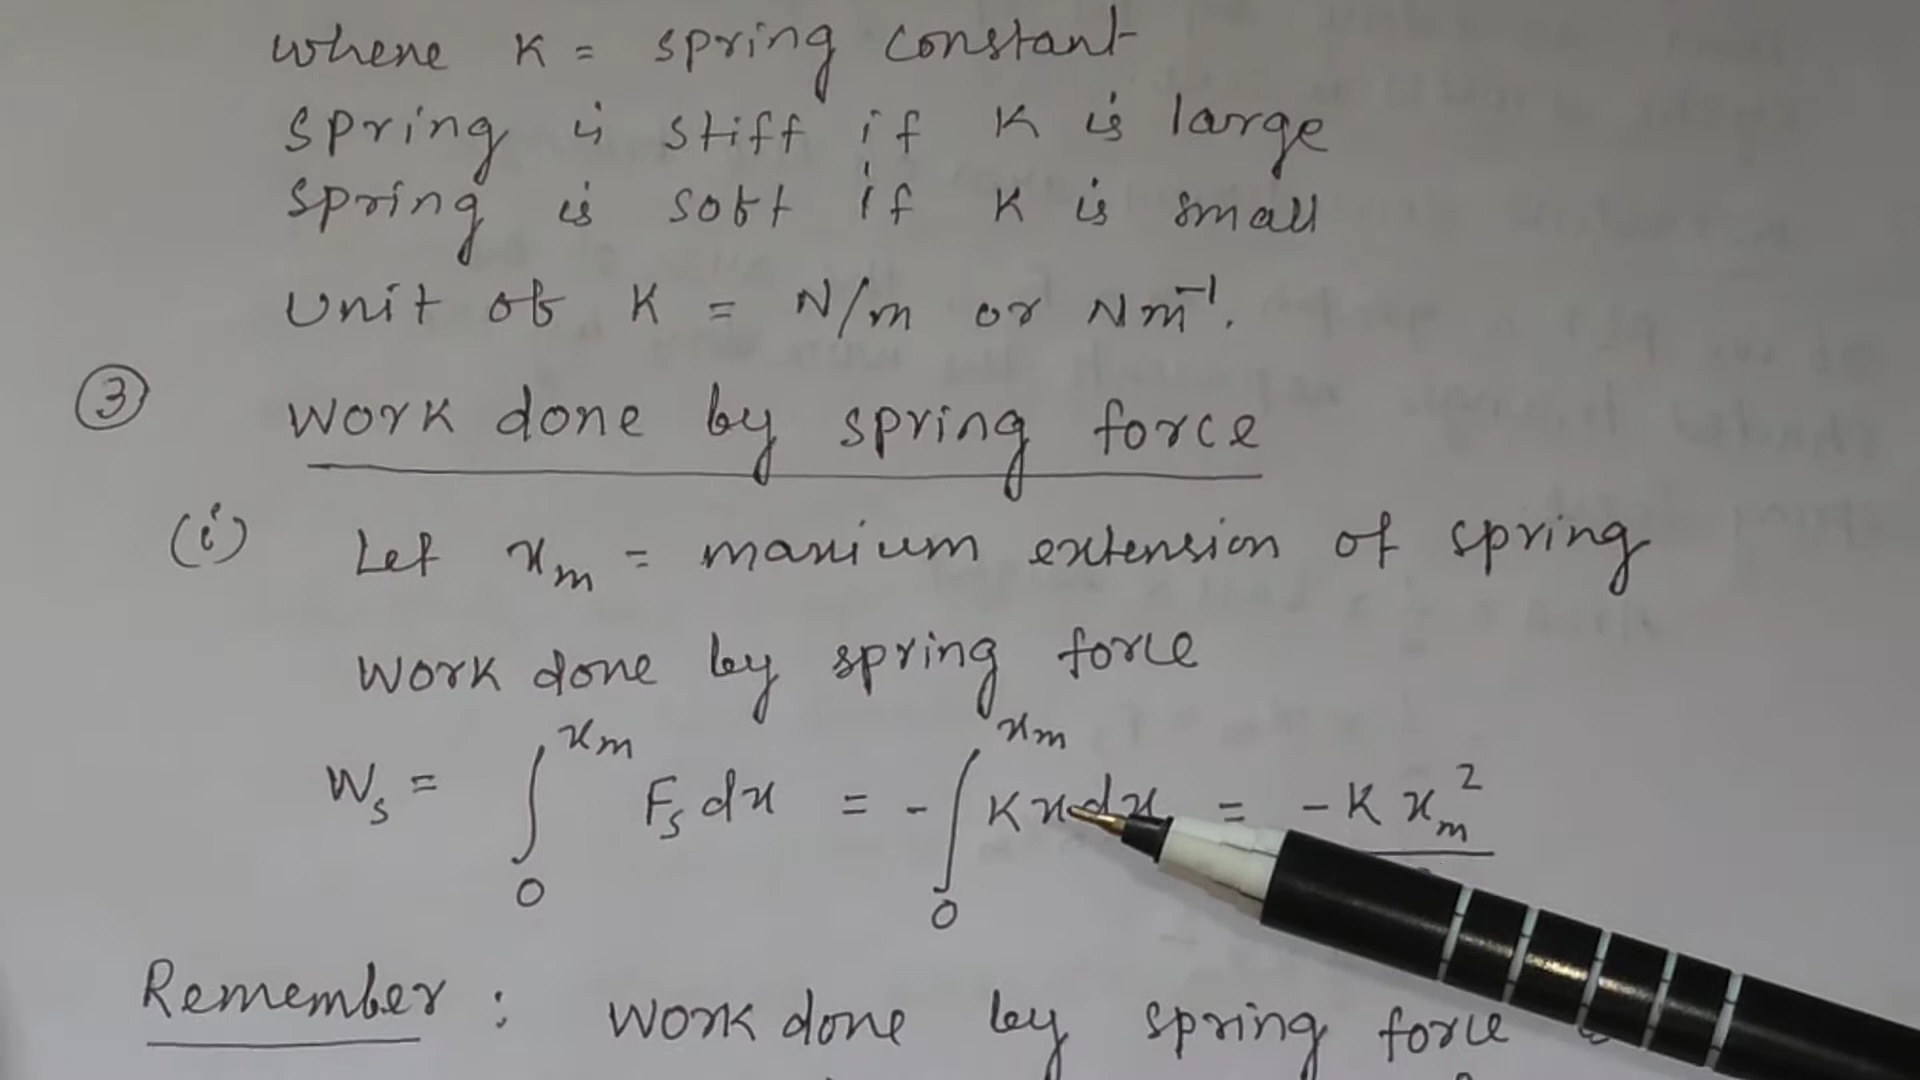 where K = spring constant
spring is stiff if K is large
spring is soft if K is small
Unit of K = N/m or Nm⁻¹.
③ Work done by spring force
(i) Let xm = maxium extension of spring
Work done by spring force
Ws = ∫₀^xm Fs dx = - ∫₀^xm Kx dx = -K xm²
Remember : Work done by spring force